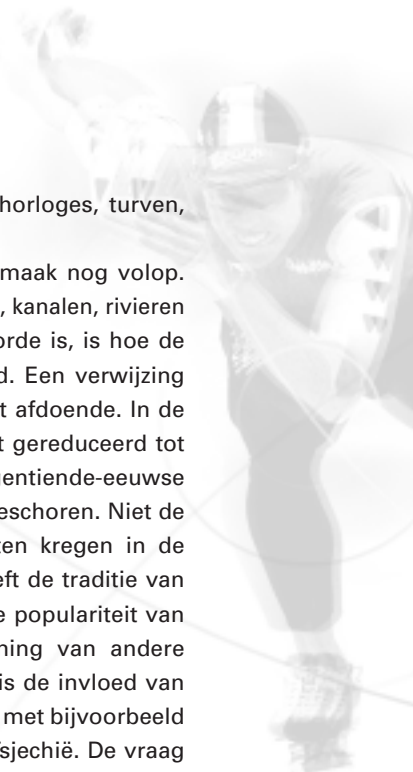 horloges, turven,
maak nog volop.
, kanalen, rivieren
orde is, is hoe de
d. Een verwijzing
t afdoende. In de
t gereduceerd tot
gentiende-eeuwse
eschoren. Niet de
ten kregen in de
eft de traditie van
e populariteit van
ning van andere
is de invloed van
met bijvoorbeeld
sjechië. De vraag